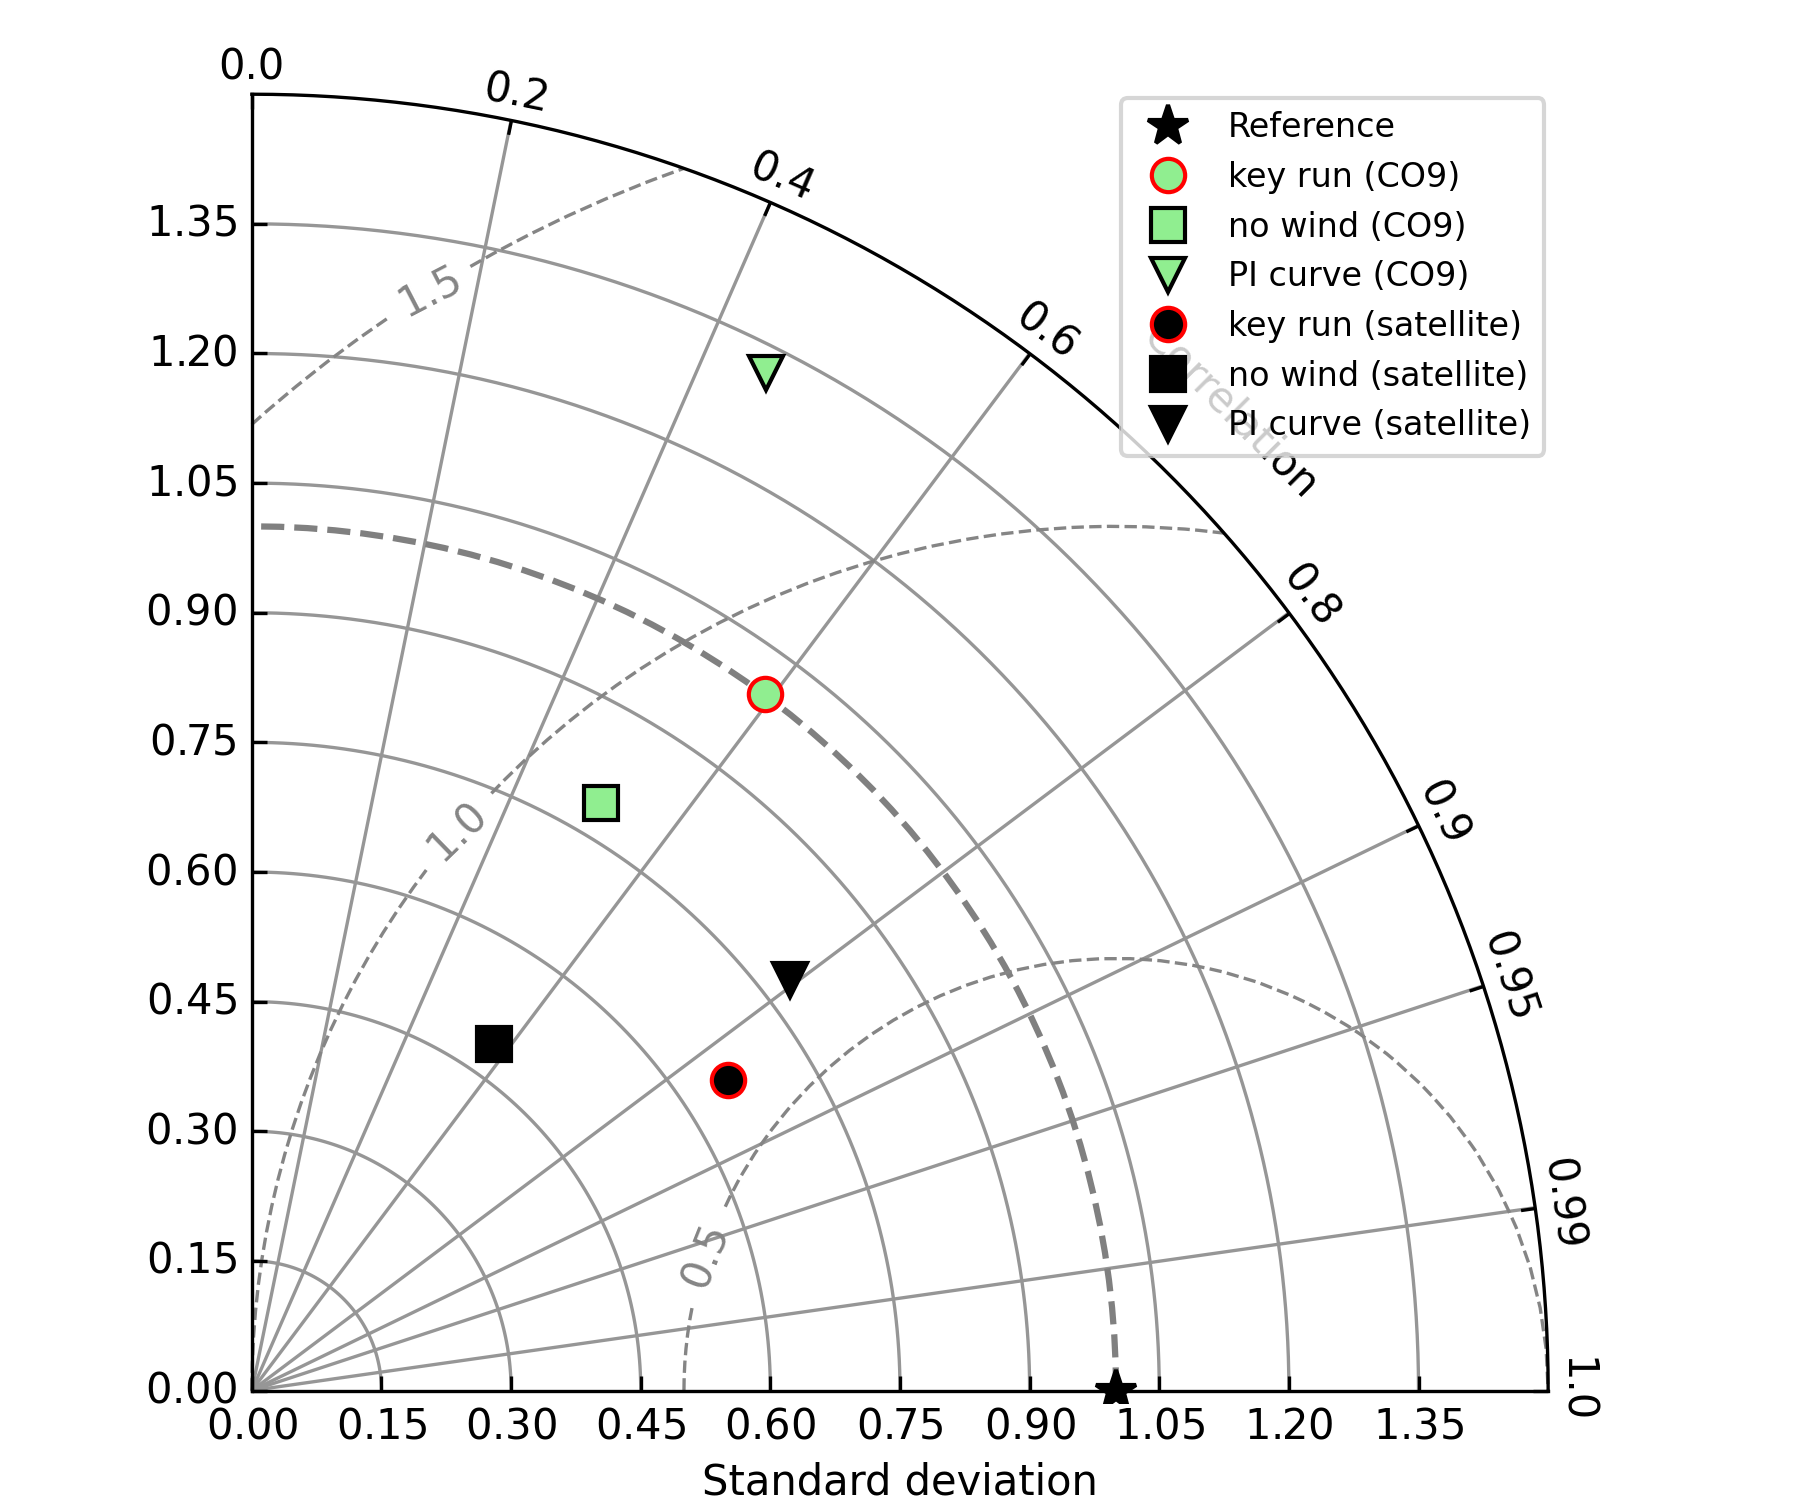 0.0
0.2
0.4
0.6
0.8
0.9
0.95
0.99
1.0
Correlation
Reference
key run (CO9)
no wind (CO9)
PI curve (CO9)
key run (satellite)
no wind (satellite)
PI curve (satellite)
1.35
1.20
1.05
0.90
0.75
0.60
0.45
0.30
0.15
0.00
1.5
1.0
0.5
0.00 0.15 0.30 0.45 0.60 0.75 0.90 1.05 1.20 1.35
Standard deviation